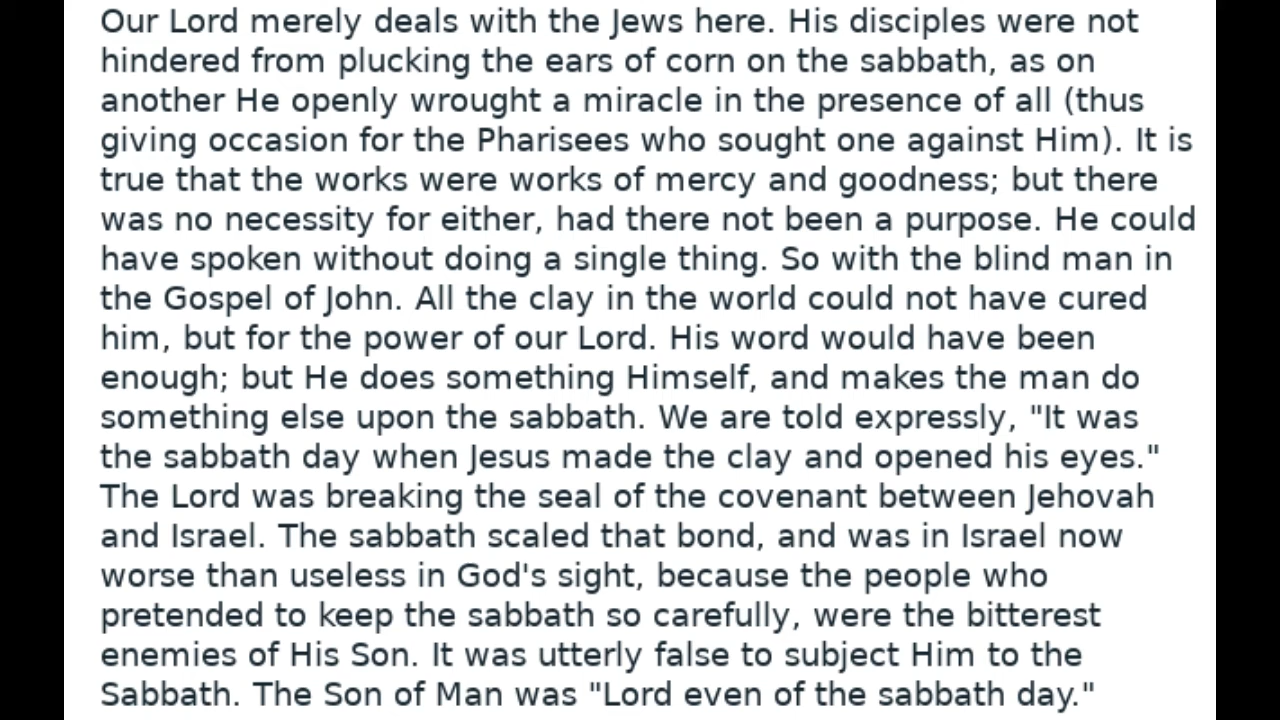 Our Lord merely deals with the Jews here. His disciples were not
hindered from plucking the ears of corn on the sabbath, as on
another He openly wrought a miracle in the presence of all (thus
giving occasion for the Pharisees who sought one against Him). It is
true that the works were works of mercy and goodness; but there
was no necessity for either, had there not been a purpose. He could
have spoken without doing a single thing. So with the blind man in
the Gospel of John. All the clay in the world could not have cured
him, but for the power of our Lord. His word would have been
enough; but He does something Himself, and makes the man do
something else upon the sabbath. We are told expressly, "It was
the sabbath day when Jesus made the clay and opened his eyes."
The Lord was breaking the seal of the covenant between Jehovah
and Israel. The sabbath scaled that bond, and was in Israel now
worse than useless in God's sight, because the people who
pretended to keep the sabbath so carefully, were the bitterest
enemies of His Son. It was utterly false to subject Him to the
Sabbath. The Son of Man was "Lord even of the sabbath day."